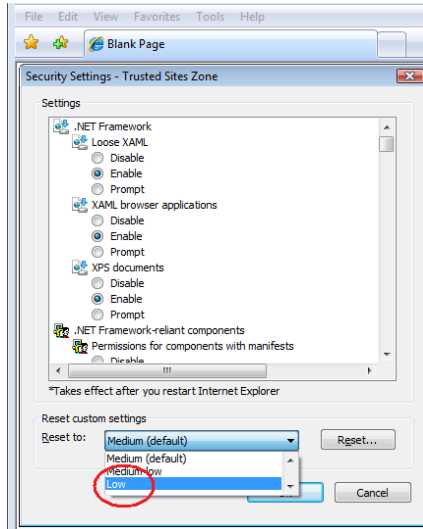 File Edit View Favorites Tools Help
Blank Page
Security Settings - Trusted Sites Zone
Settings
.NET Framework
Loose XAML
Disable
Enable
Prompt
XAML browser applications
Disable
Enable
Prompt
XPS documents
Disable
Enable
Prompt
.NET Framework-reliant components
Permissions for components with manifests
Disable
*Takes effect after you restart Internet Explorer
Reset custom settings
Reset to: Medium (default) Reset...
Medium (default)
Medium low
Low
Cancel